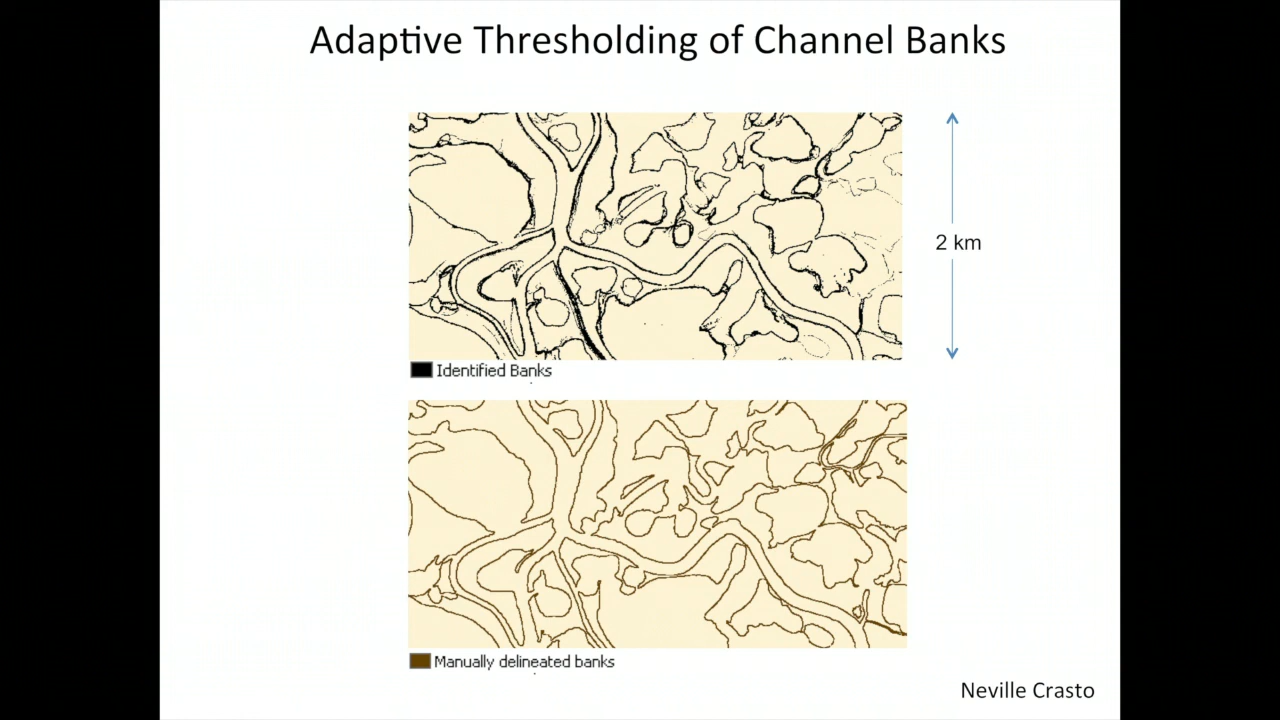 Adaptive Thresholding of Channel Banks
2 km
Identified Banks
Manually delineated banks
Neville Crasto